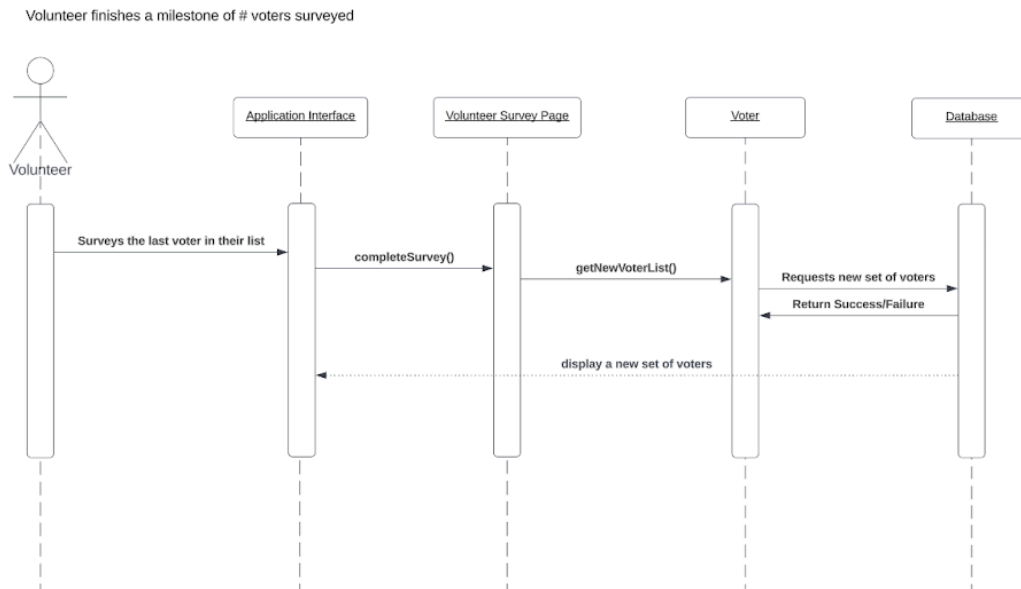 Volunteer finishes a milestone of # voters surveyed
Volunteer
Application Interface
Volunteer Survey Page
Voter
Database
Surveys the last voter in their list
completeSurvey()
getNewVoterList()
Requests new set of voters
Return Success/Failure
display a new set of voters